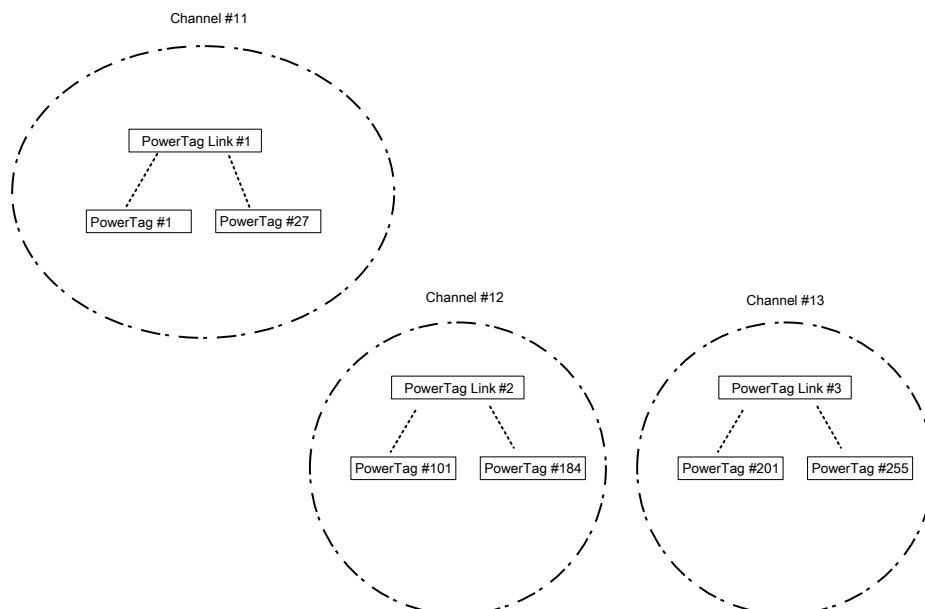 Channel #11
PowerTag Link #1
PowerTag #1
PowerTag #27
Channel #12
Channel #13
PowerTag Link #2
PowerTag Link #3
PowerTag #101
PowerTag #184
PowerTag #201
PowerTag #255